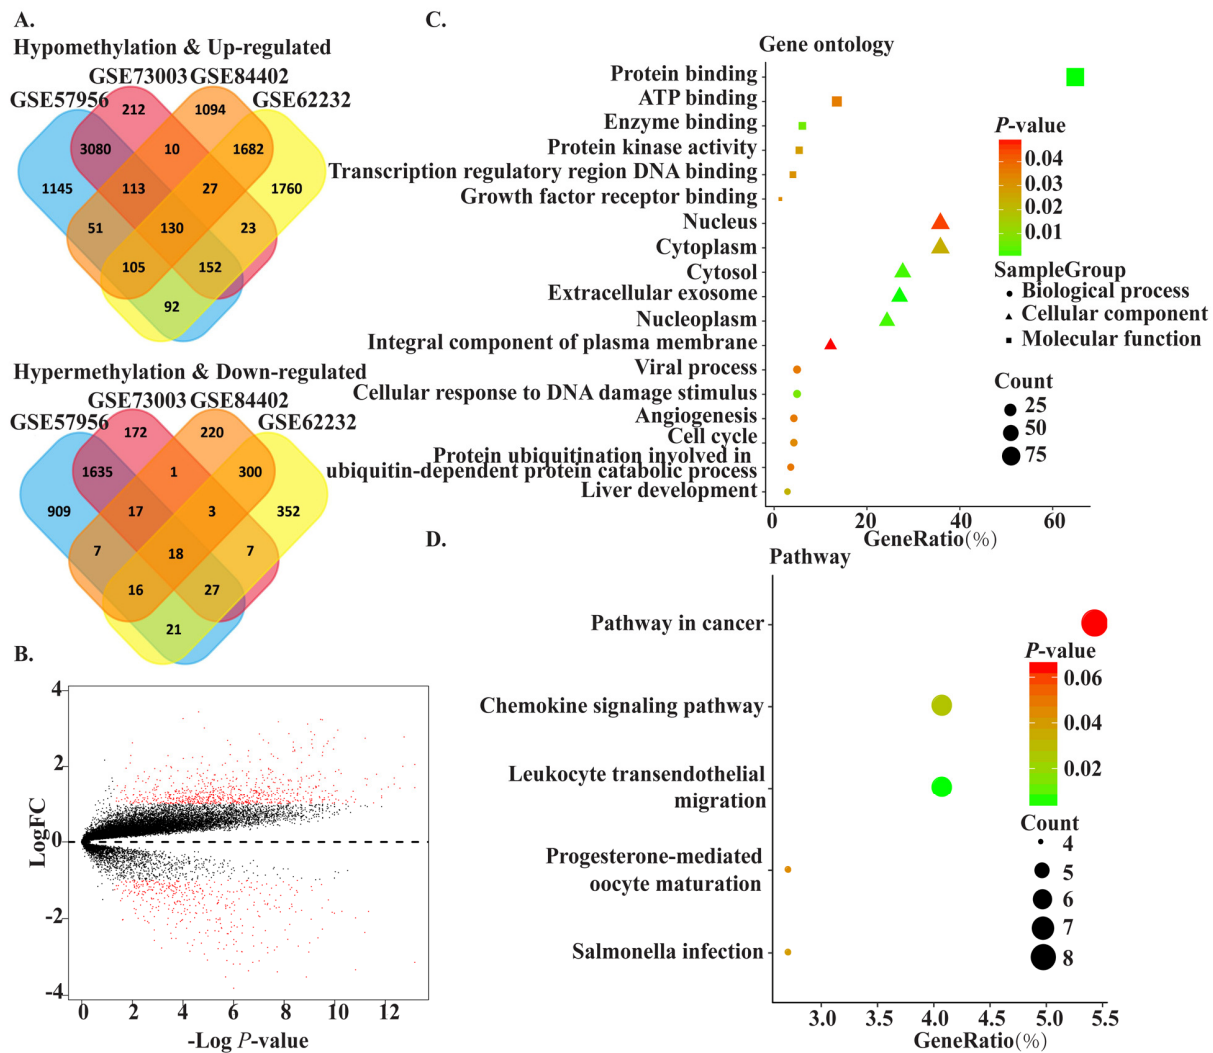 A.
Hypomethylation & Up-regulated
GSE73003 GSE84402
GSE57956 GSE62232
212 1094
3080 10 1682
1145 113 27 1760
51 130 23
105 152
92
Hypermethylation & Down-regulated
GSE73003 GSE84402
GSE57956 GSE62232
172 220
1635 1 300
909 17 3 352
7 18 7
16 27
21
B.
LogFC
4
2
0
-2
-4
0 2 4 6 8 10 12
-Log P-value
C.
Gene ontology
Protein binding
ATP binding
Enzyme binding
Protein kinase activity
Transcription regulatory region DNA binding
Growth factor receptor binding
Nucleus
Cytoplasm
Cytosol
Extracellular exosome
Nucleoplasm
Integral component of plasma membrane
Viral process
Cellular response to DNA damage stimulus
Angiogenesis
Cell cycle
Protein ubiquitination involved in
ubiquitin-dependent protein catabolic process
Liver development
0 20 40 60
GeneRatio(%)
P-value
0.04
0.03
0.02
0.01
SampleGroup
Biological process
Cellular component
Molecular function
Count
25
50
75
D.
Pathway
Pathway in cancer
Chemokine signaling pathway
Leukocyte transendothelial
migration
Progesterone-mediated
oocyte maturation
Salmonella infection
3.0 3.5 4.0 4.5 5.0 5.5
GeneRatio(%)
P-value
0.06
0.04
0.02
Count
4
5
6
7
8